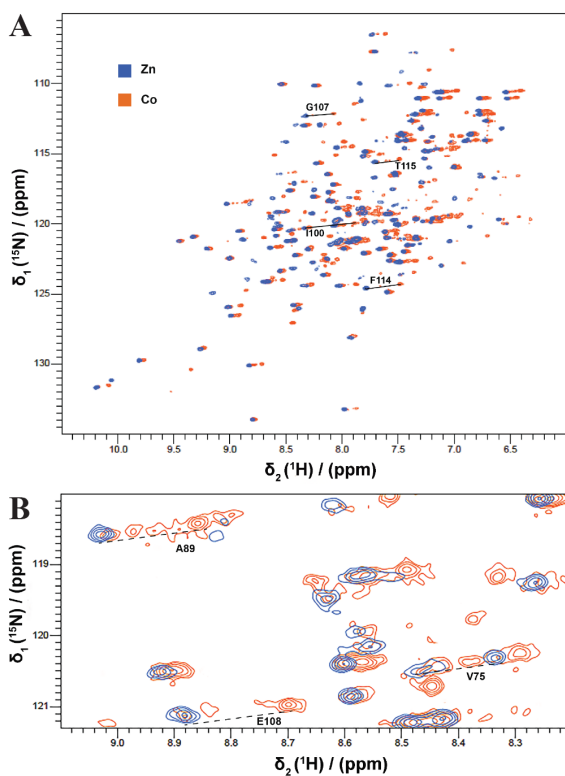 A
Zn
Co
G107
T115
I100
F114
110
115
120
125
130
δ1 (15N) / (ppm)
10.0 9.5 9.0 8.5 8.0 7.5 7.0 6.5
δ2 (1H) / (ppm)
B
A89
V75
E108
119
120
121
δ1 (15N) / (ppm)
9.0 8.9 8.8 8.7 8.6 8.5 8.4 8.3
δ2 (1H) / (ppm)